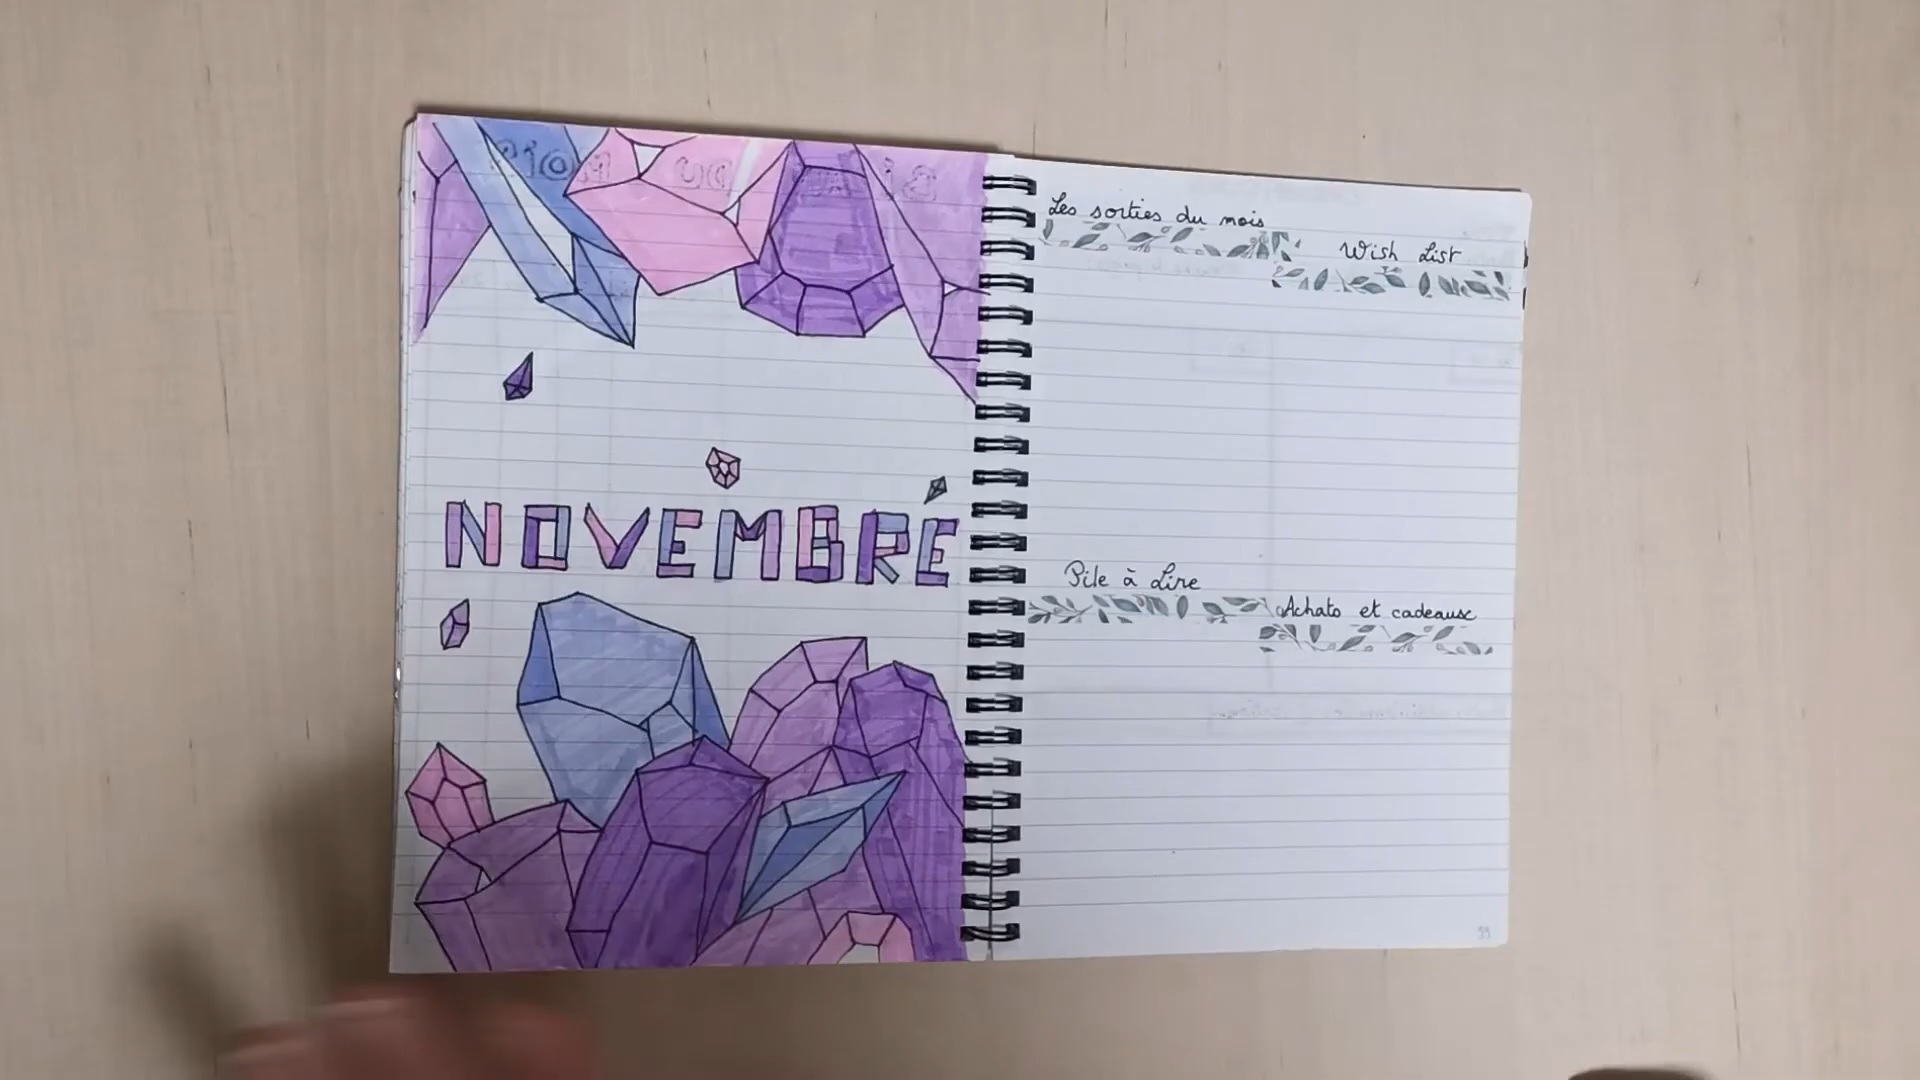 NOVEMBRÉ
Les sorties du mois
Wish List
Pile à Lire
Achats et cadeaux